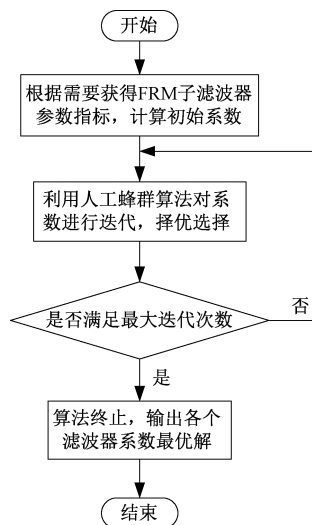 开始
根据需要获得FRM子滤波器
参数指标，计算初始系数
利用人工蜂群算法对系
数进行迭代，择优选择
是否满足最大迭代次数
否
是
算法终止，输出各个
滤波器系数最优解
结束